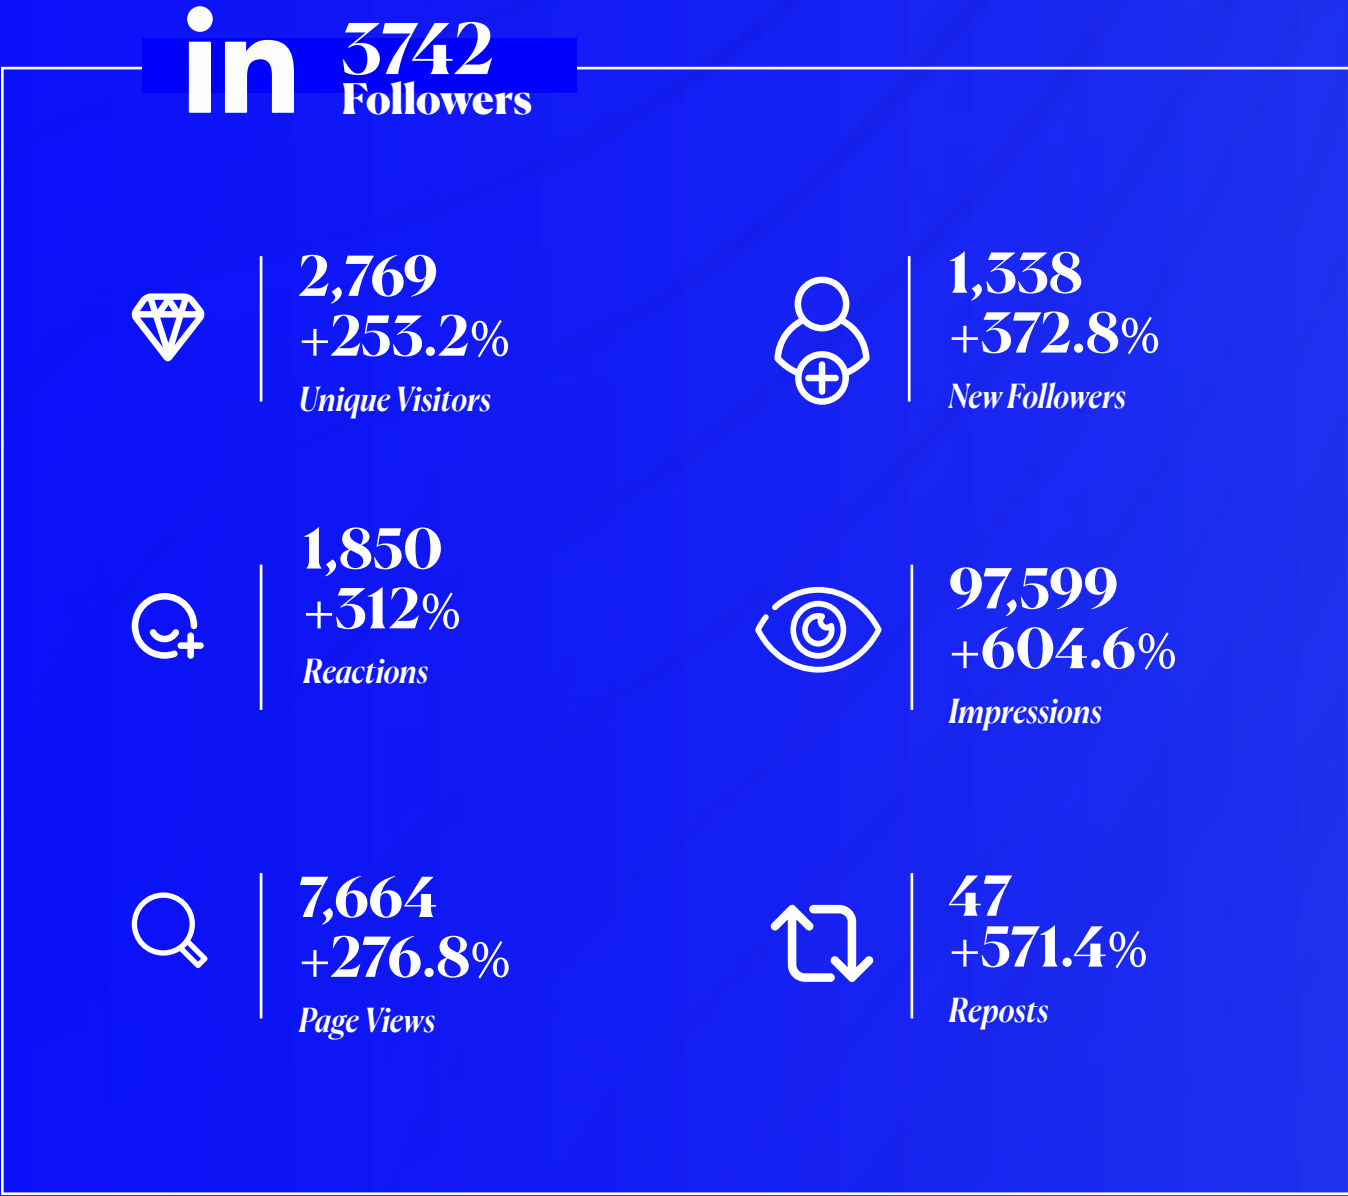 in
3742
Followers
2,769
+253.2%
Unique Visitors
1,338
+372.8%
New Followers
1,850
+312%
Reactions
97,599
+604.6%
Impressions
7,664
+276.8%
Page Views
47
+571.4%
Reposts